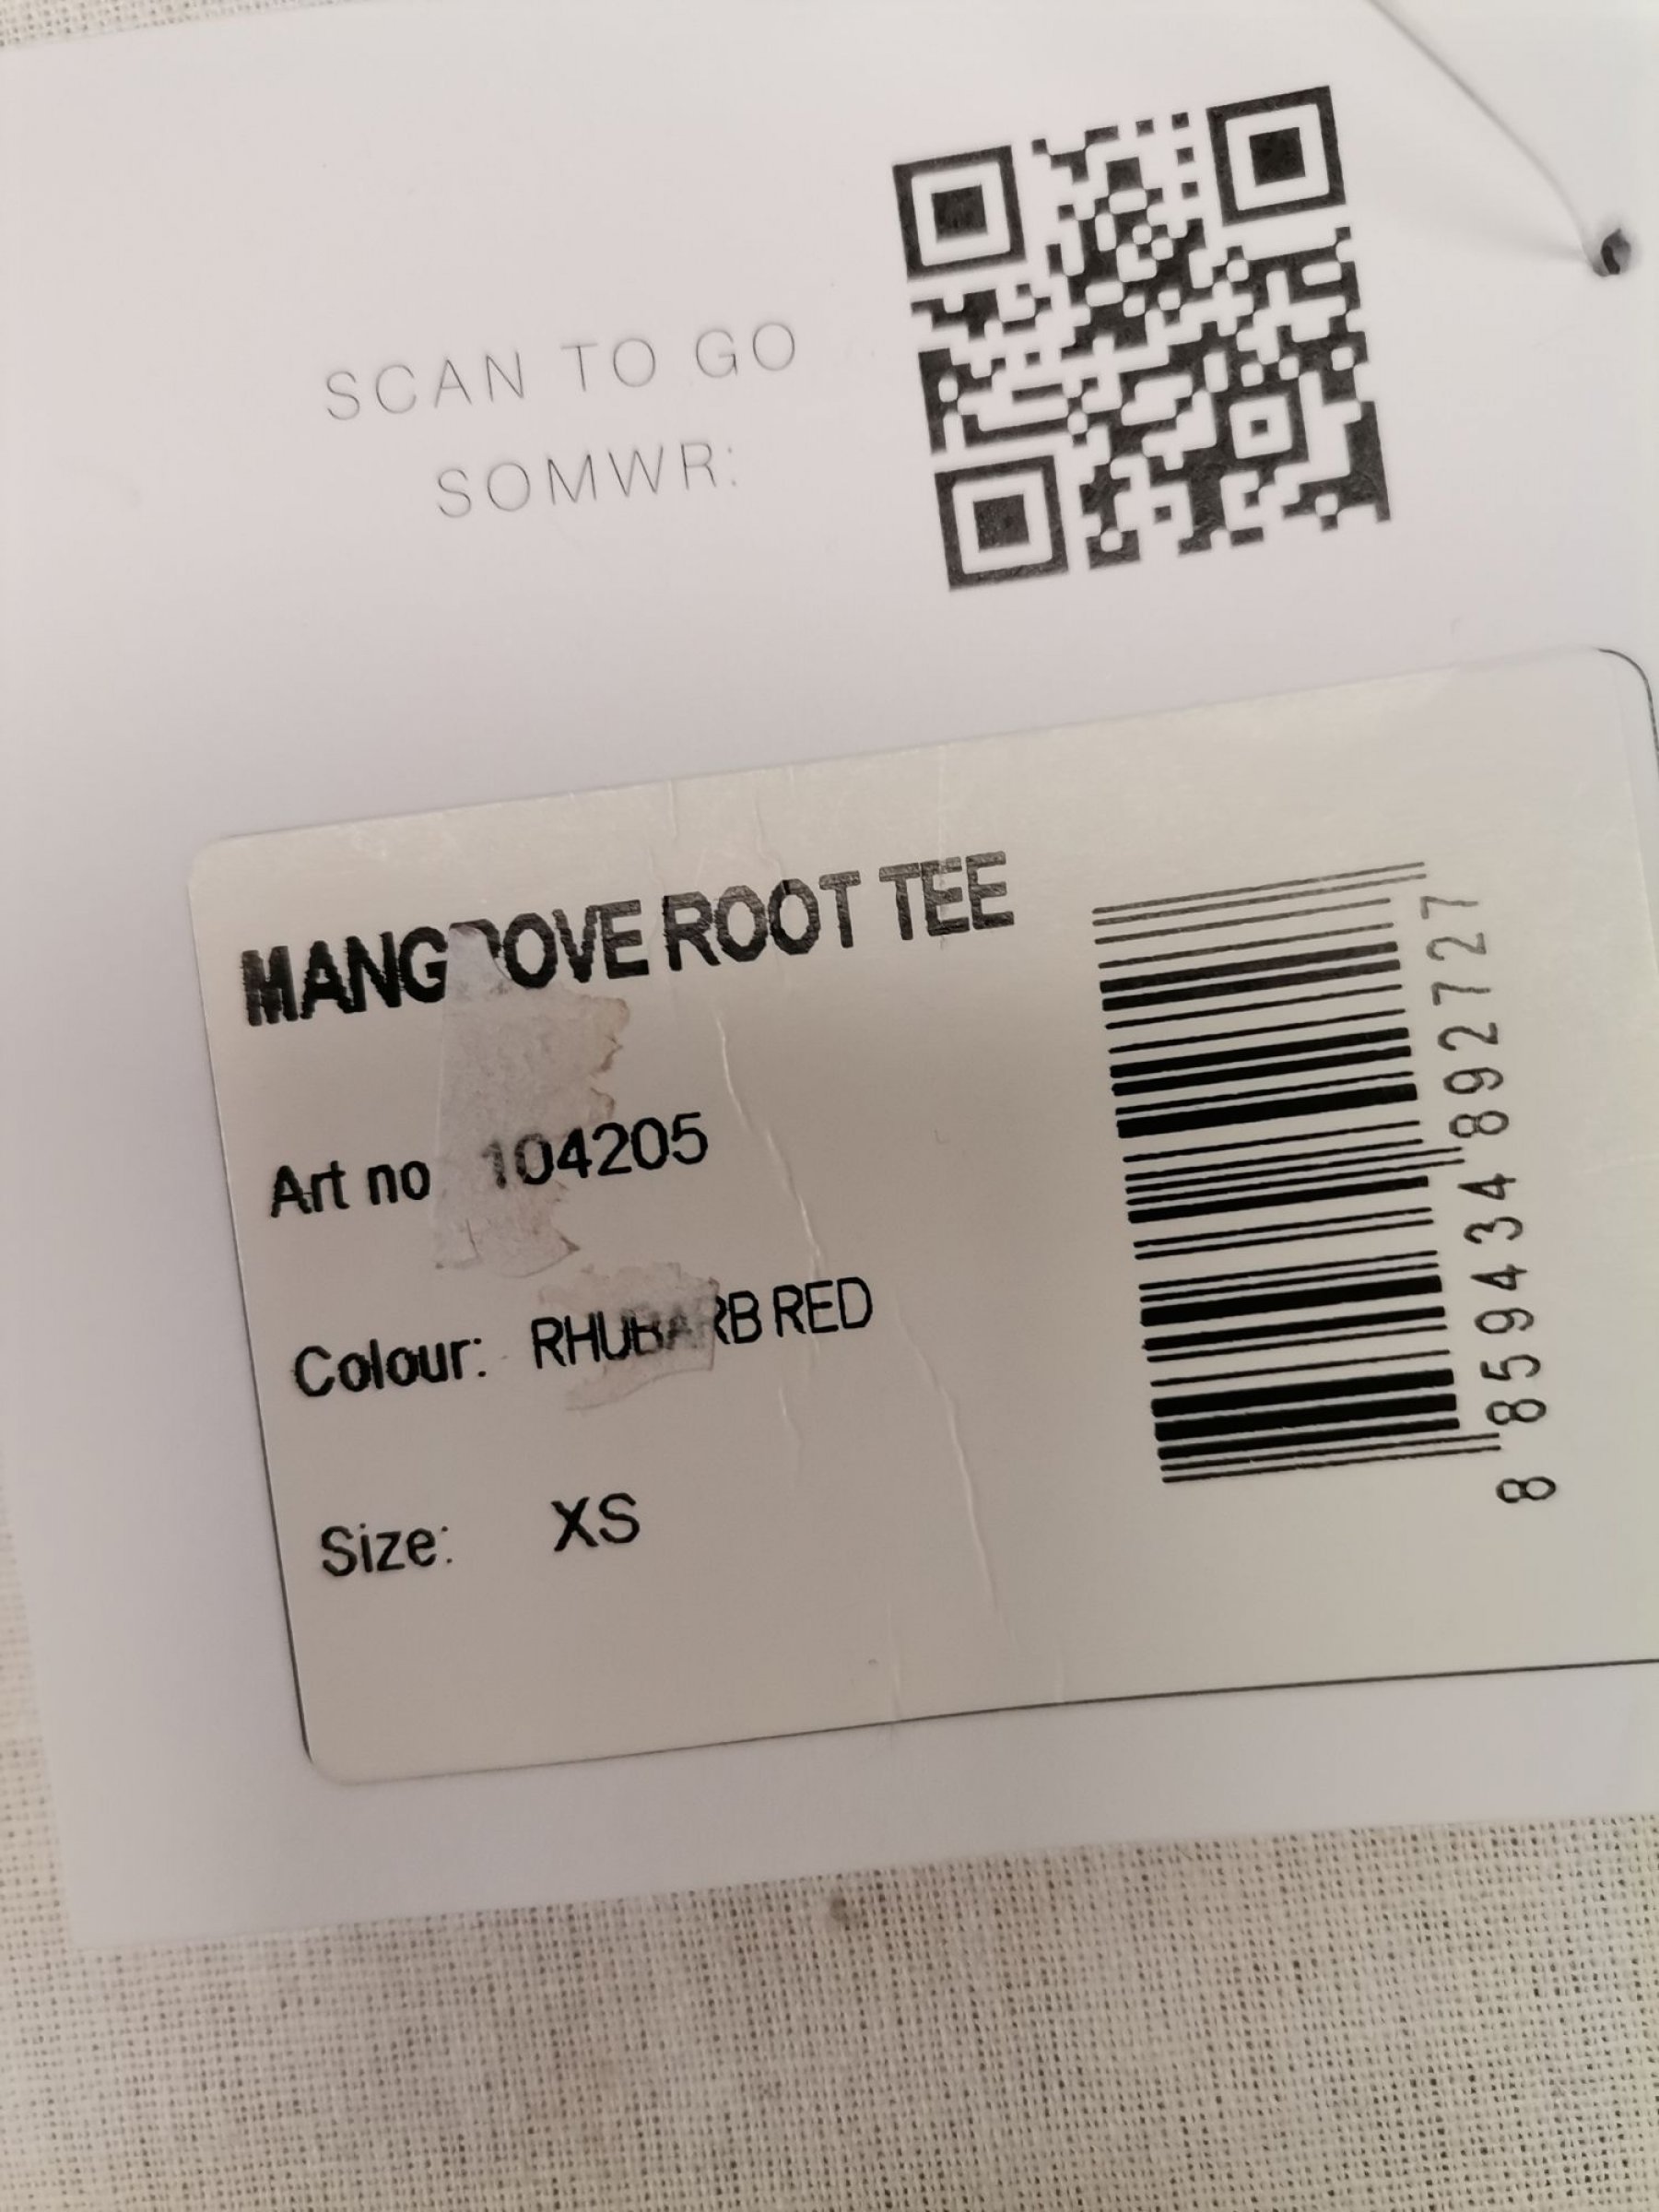 SCAN TO GO
SOMWR:
MANGROVE ROOT TEE
Art no 104205
Colour: RHUBARB RED
Size: XS
8 859434 892727